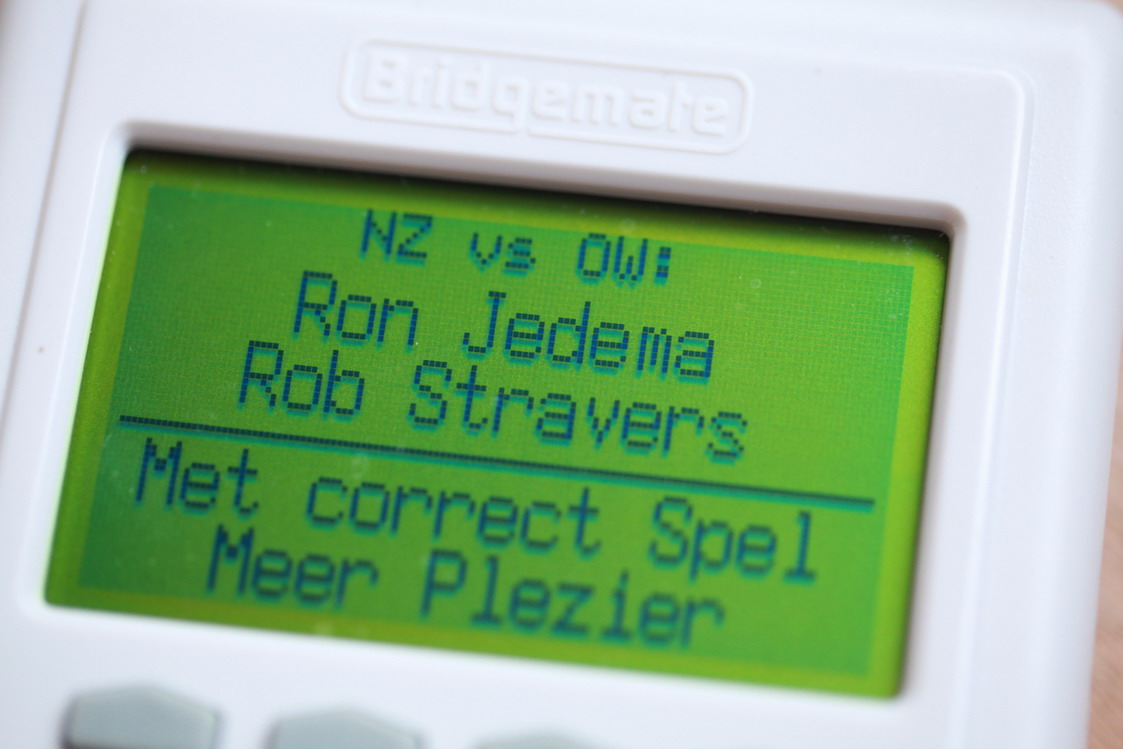 Bridgemate
NZ vs OW:
Ron Jedema
Rob Stravers
Met correct Spel
Meer Plezier